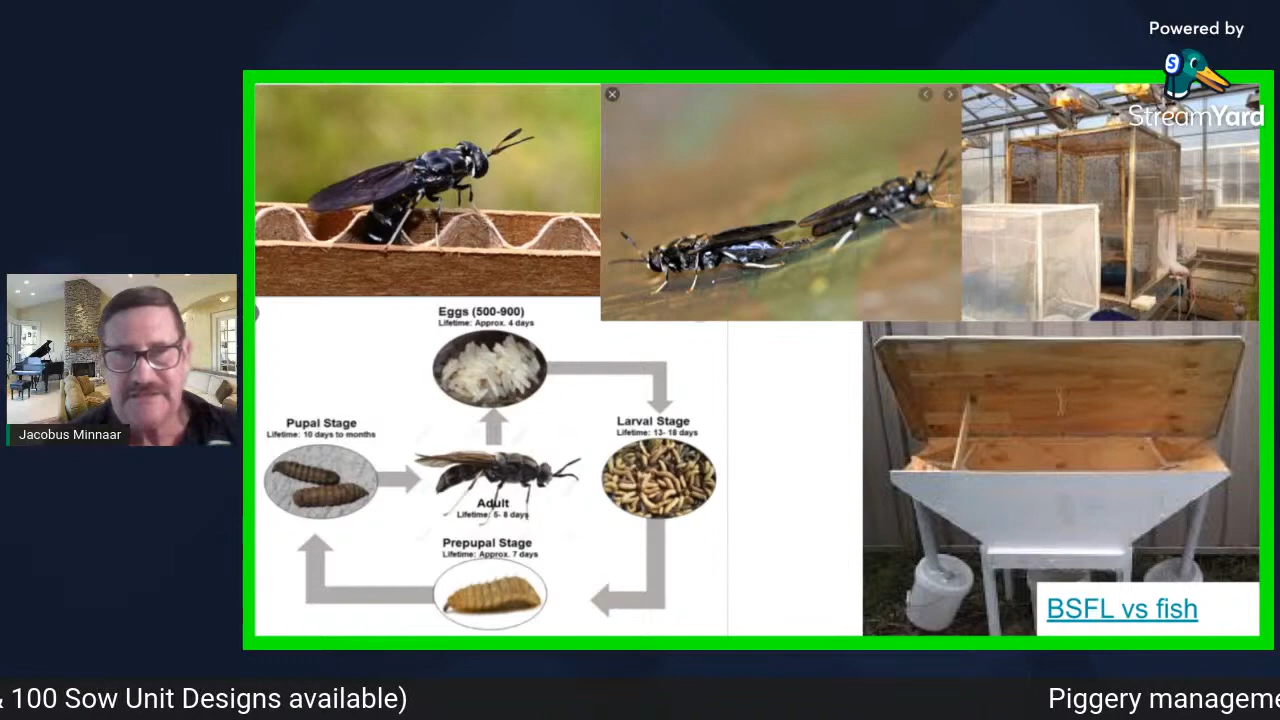 Powered by
StreamYard
Eggs (500-900)
Lifetime: Approx. 4 days
Pupal Stage
Lifetime: 10 days to months
Larval Stage
Lifetime: 13- 18 days
Adult
Lifetime: 5- 8 days
Prepupal Stage
Lifetime: Approx. 7 days
Jacobus Minnaar
BSFL vs fish
100 Sow Unit Designs available)
Piggery manageme